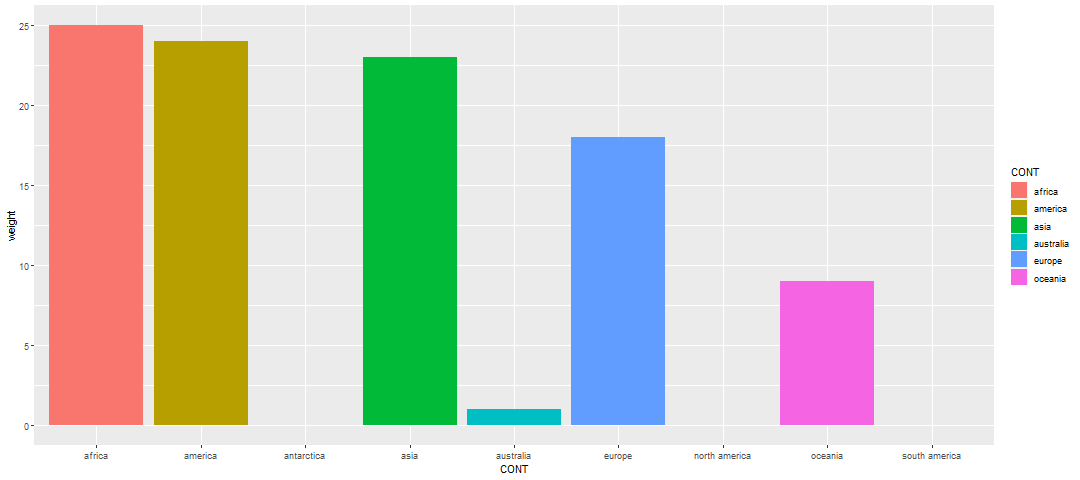 25
20
15
10
5
0
weight
africa america antarctica asia australia europe north america oceania south america
CONT
CONT
africa
america
asia
australia
europe
oceania